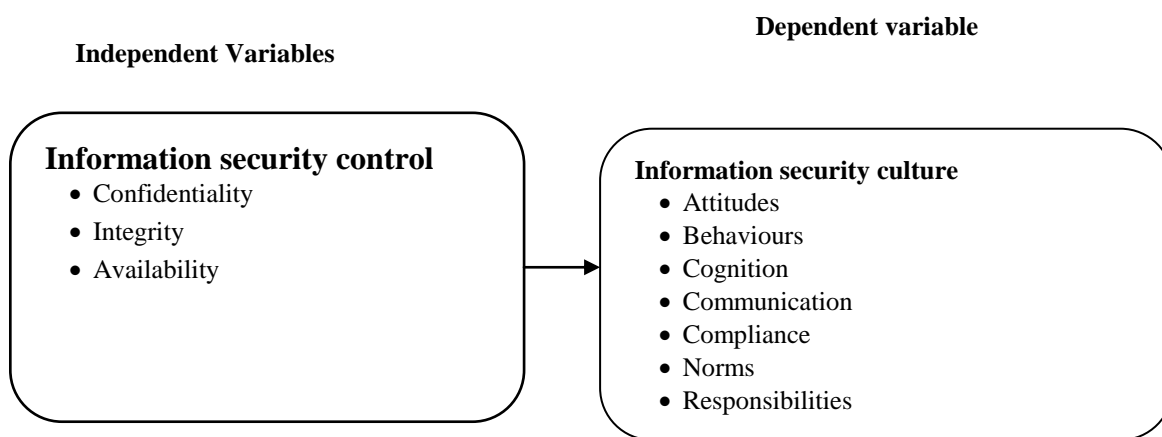 Independent Variables
Dependent variable
Information security control
• Confidentiality
• Integrity
• Availability
Information security culture
• Attitudes
• Behaviours
• Cognition
• Communication
• Compliance
• Norms
• Responsibilities